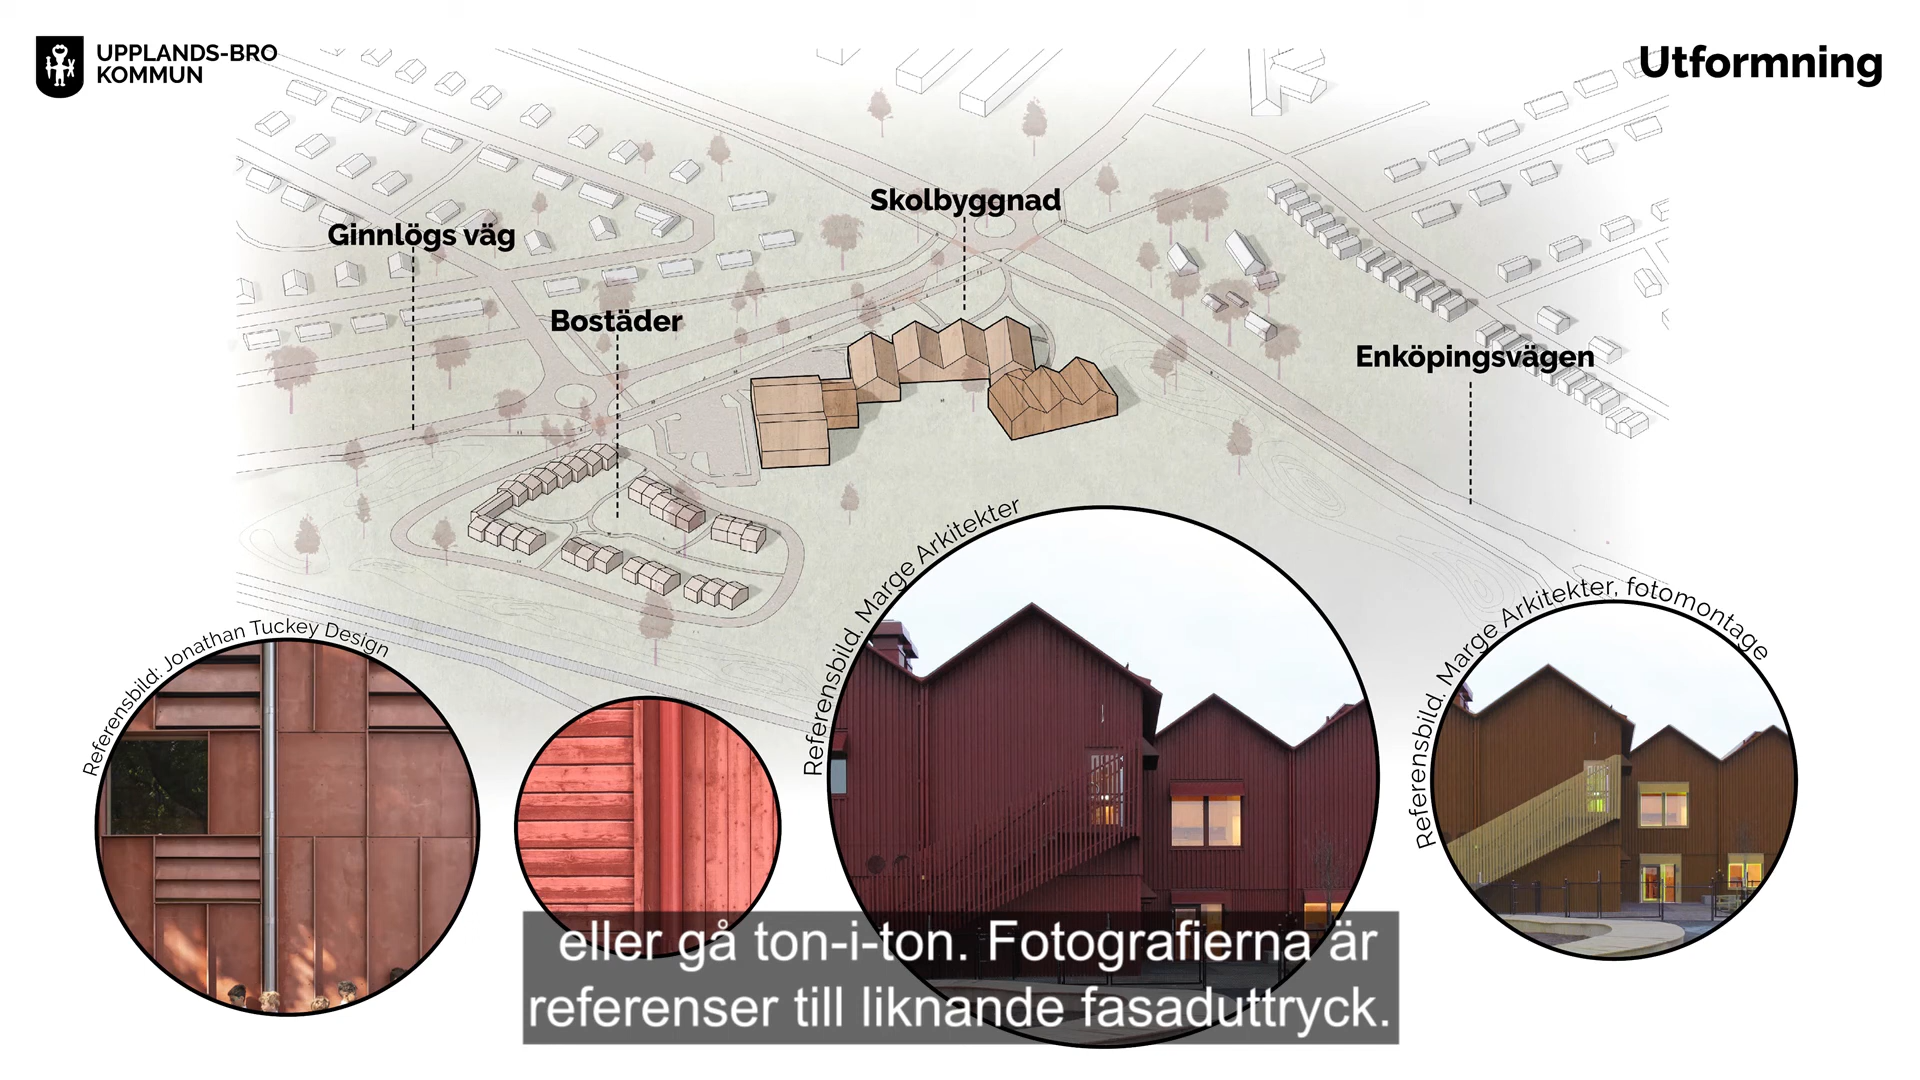 UPPLANDS-BRO
KOMMUN
Utformning
Skolbyggnad
Ginnlögs väg
Bostäder
Enköpingsvägen
Referensbild: Jonathan Tuckey Design
Referensbild. Marge Arkitekter
Referensbild. Marge Arkitekter, fotomontage
eller gå ton-i-ton. Fotografierna är
referenser till liknande fasaduttryck.